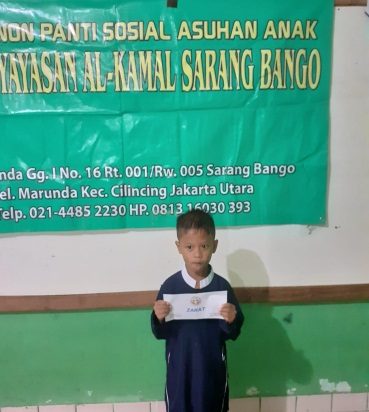 NON PANTI SOSIAL ASUHAN ANAK
YAYASAN AL-KAMAL SARANG BANGO
nda Gg. I No. 16 Rt. 001/Rw. 005 Sarang Bango
el. Marunda Kec. Cilincing Jakarta Utara
Telp. 021-4485 2230 HP. 0813 16030 393
ZAKAT